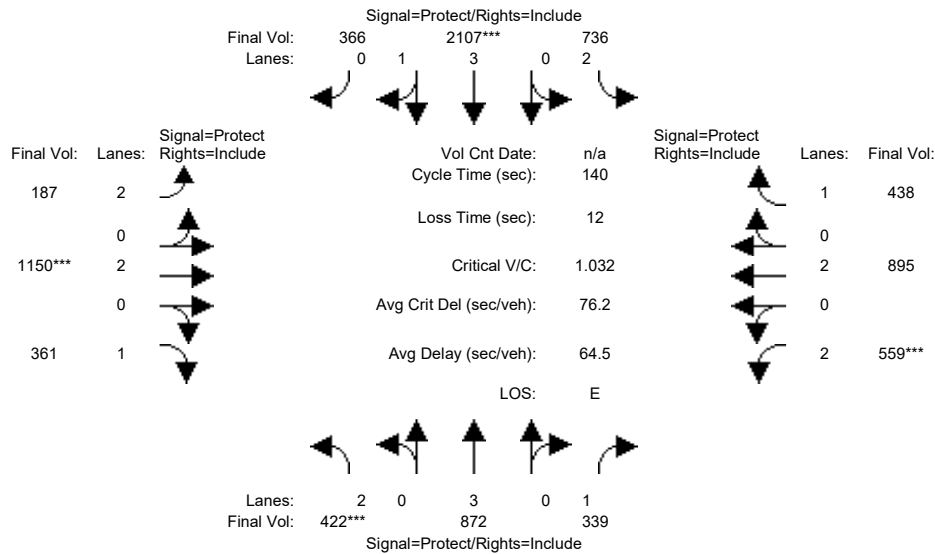 Signal=Protect/Rights=Include
Final Vol: 366 2107*** 736
Lanes: 0 1 3 0 2
Signal=Protect Signal=Protect
Final Vol: Lanes: Rights=Include Vol Cnt Date: n/a Rights=Include Lanes: Final Vol:
Cycle Time (sec): 140
187 2 1 438
Loss Time (sec): 12
0 0
1150*** 2 Critical V/C: 1.032 2 895
0 Avg Crit Del (sec/veh): 76.2 0
361 1 Avg Delay (sec/veh): 64.5 2 559***
LOS: E
Lanes: 2 0 3 0 1
Final Vol: 422*** 872 339
Signal=Protect/Rights=Include